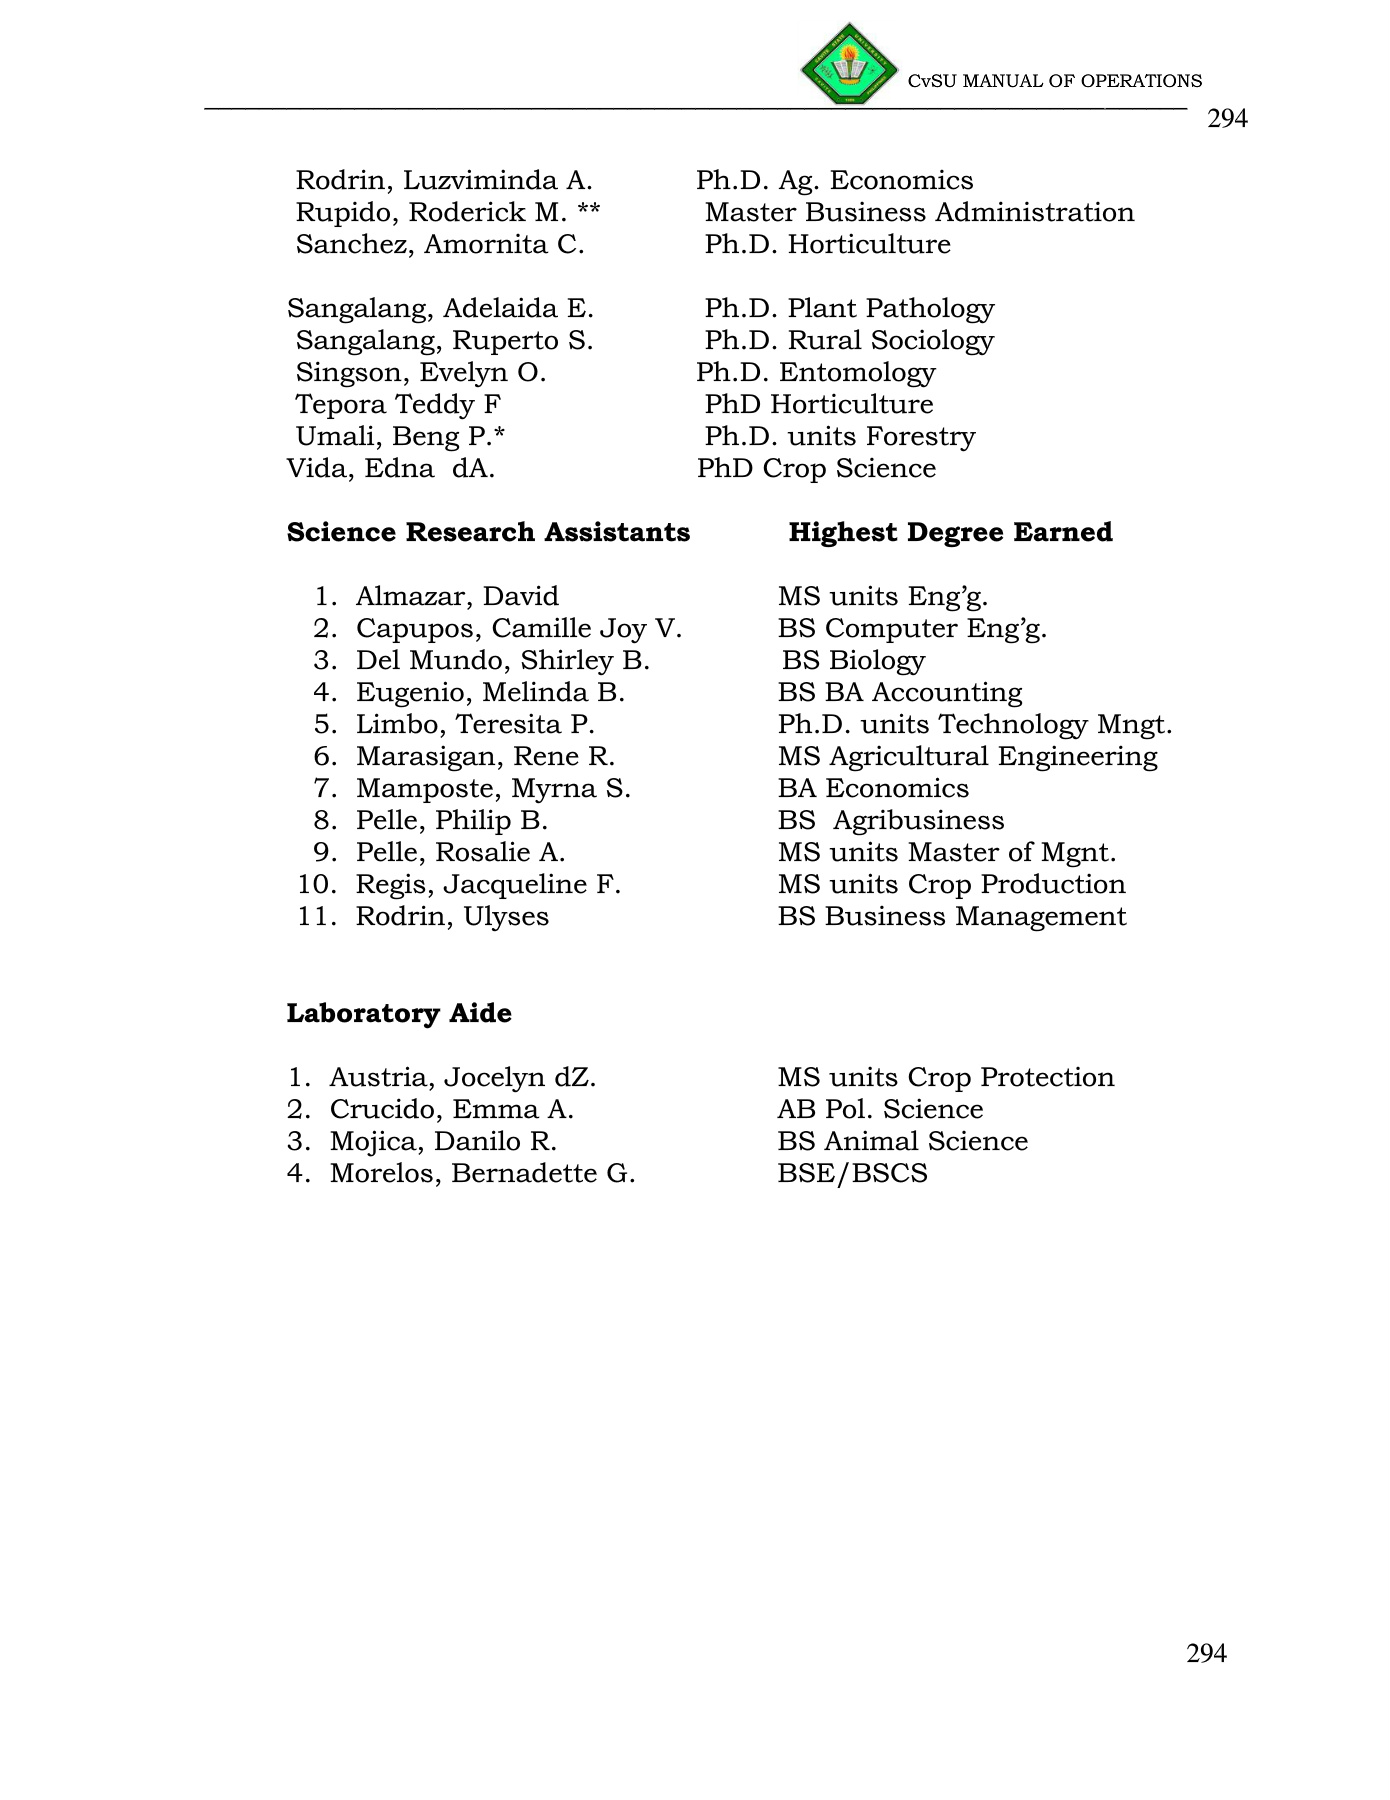 CvSU MANUAL OF OPERATIONS
294
Rodrin, Luzviminda A. Ph.D. Ag. Economics
Rupido, Roderick M. ** Master Business Administration
Sanchez, Amornita C. Ph.D. Horticulture
Sangalang, Adelaida E. Ph.D. Plant Pathology
Sangalang, Ruperto S. Ph.D. Rural Sociology
Singson, Evelyn O. Ph.D. Entomology
Tepora Teddy F PhD Horticulture
Umali, Beng P.* Ph.D. units Forestry
Vida, Edna dA. PhD Crop Science
Science Research Assistants Highest Degree Earned
1. Almazar, David MS units Eng’g.
2. Capupos, Camille Joy V. BS Computer Eng’g.
3. Del Mundo, Shirley B. BS Biology
4. Eugenio, Melinda B. BS BA Accounting
5. Limbo, Teresita P. Ph.D. units Technology Mngt.
6. Marasigan, Rene R. MS Agricultural Engineering
7. Mamposte, Myrna S. BA Economics
8. Pelle, Philip B. BS Agribusiness
9. Pelle, Rosalie A. MS units Master of Mgnt.
10. Regis, Jacqueline F. MS units Crop Production
11. Rodrin, Ulyses BS Business Management
Laboratory Aide
1. Austria, Jocelyn dZ. MS units Crop Protection
2. Crucido, Emma A. AB Pol. Science
3. Mojica, Danilo R. BS Animal Science
4. Morelos, Bernadette G. BSE/BSCS
294